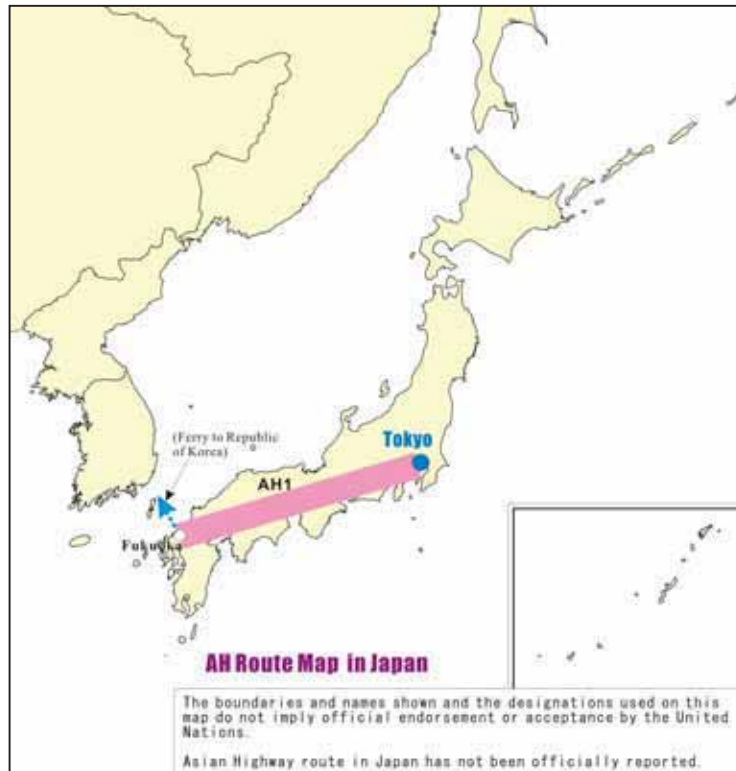 (Ferry to Republic
of Korea)
Tokyo
AH1
Fukuoka
AH Route Map in Japan
The boundaries and names shown and the designations used on this
map do not imply official endorsement or acceptance by the United
Nations.
Asian Highway route in Japan has not been officially reported.